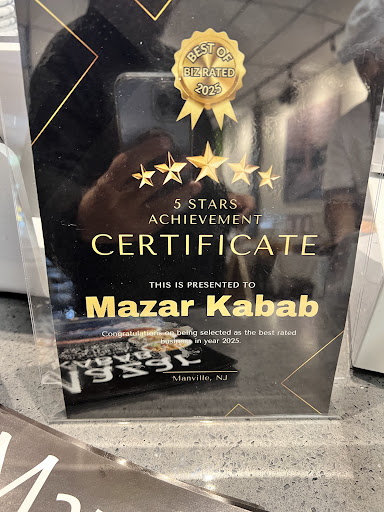 BEST OF
BIZ RATED
2025
5 STARS
ACHIEVEMENT
CERTIFICATE
THIS IS PRESENTED TO
Mazar Kabab
Congratulations on being selected as the best rated
business in year 2025.
Manville, NJ